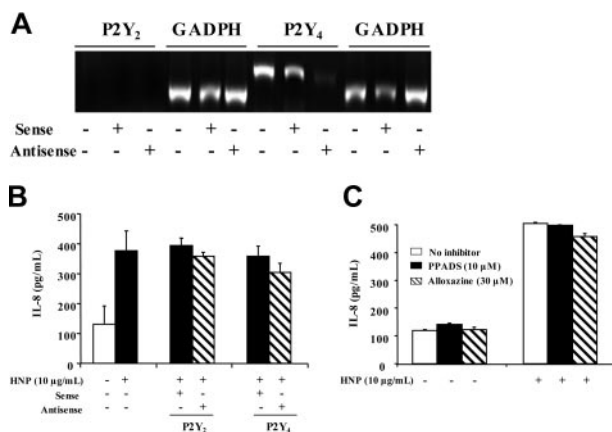 A
P2Y2 GADPH P2Y4 GADPH
Sense - + - - + - - + - - + -
Antisense - - + - - + - - + - - +
B
500
400
300
200
100
0
IL-8 (pg/mL)
HNP (10 µg/mL) - + + + + +
Sense - - + - + -
Antisense - - - + - +
P2Y2 P2Y4
C
500
400
300
200
100
0
IL-8 (pg/mL)
No inhibitor
PPADS (10 µM)
Alloxazine (30 µM)
HNP (10 µg/mL) - - - + + +